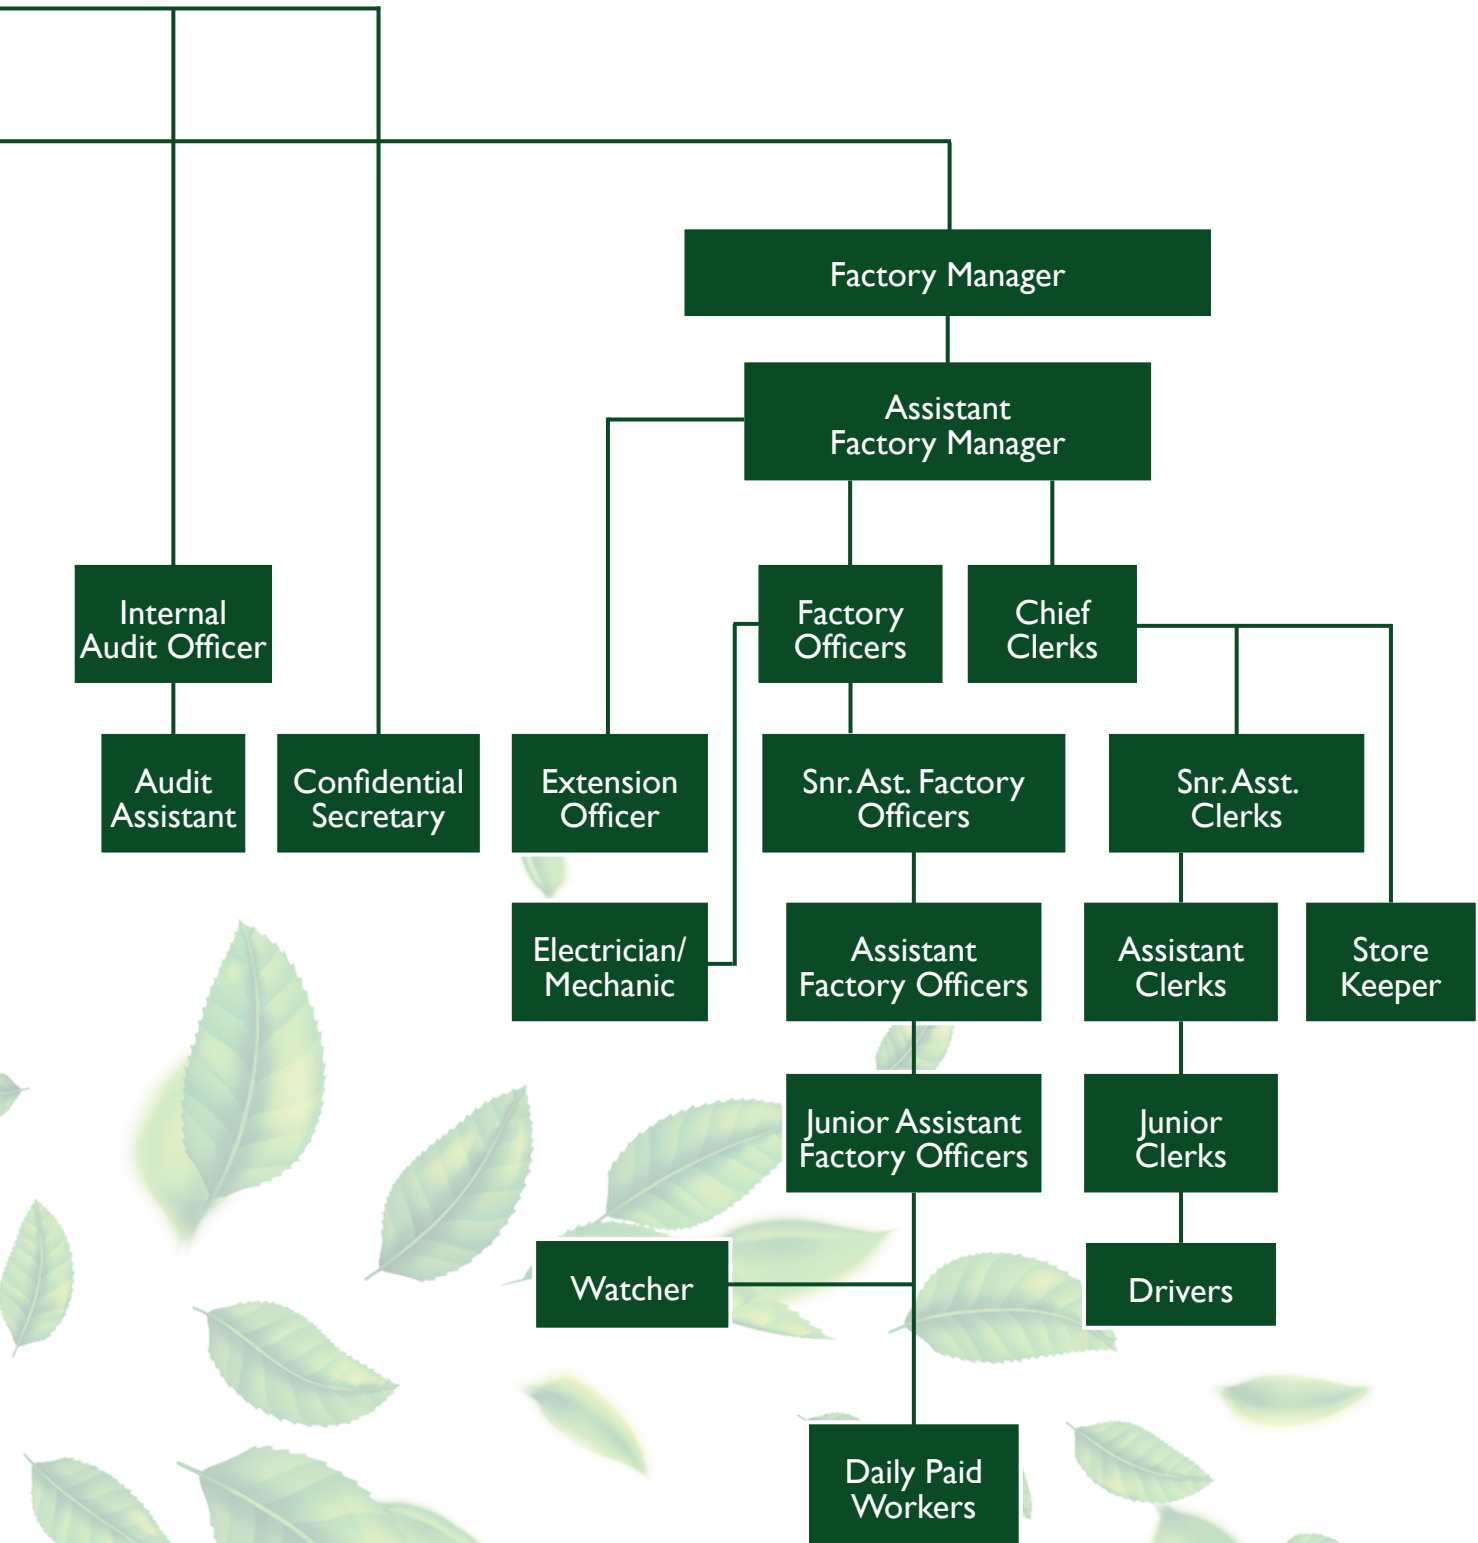 Factory Manager
Assistant
Factory Manager
Internal
Audit Officer
Factory
Officers
Chief
Clerks
Audit
Assistant
Confidential
Secretary
Extension
Officer
Snr. Ast. Factory
Officers
Snr. Asst.
Clerks
Electrician/
Mechanic
Assistant
Factory Officers
Assistant
Clerks
Store
Keeper
Junior Assistant
Factory Officers
Junior
Clerks
Watcher
Drivers
Daily Paid
Workers